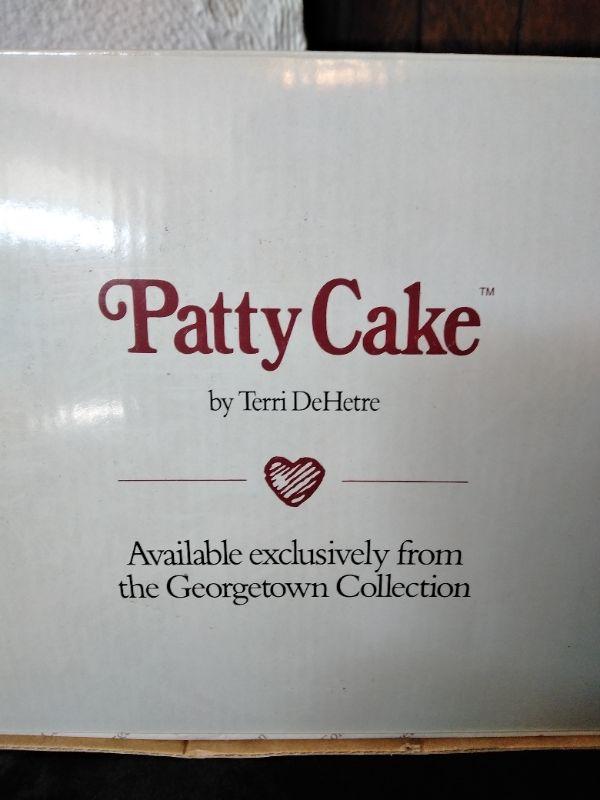 Patty Cake™
by Terri DeHetre
Available exclusively from
the Georgetown Collection